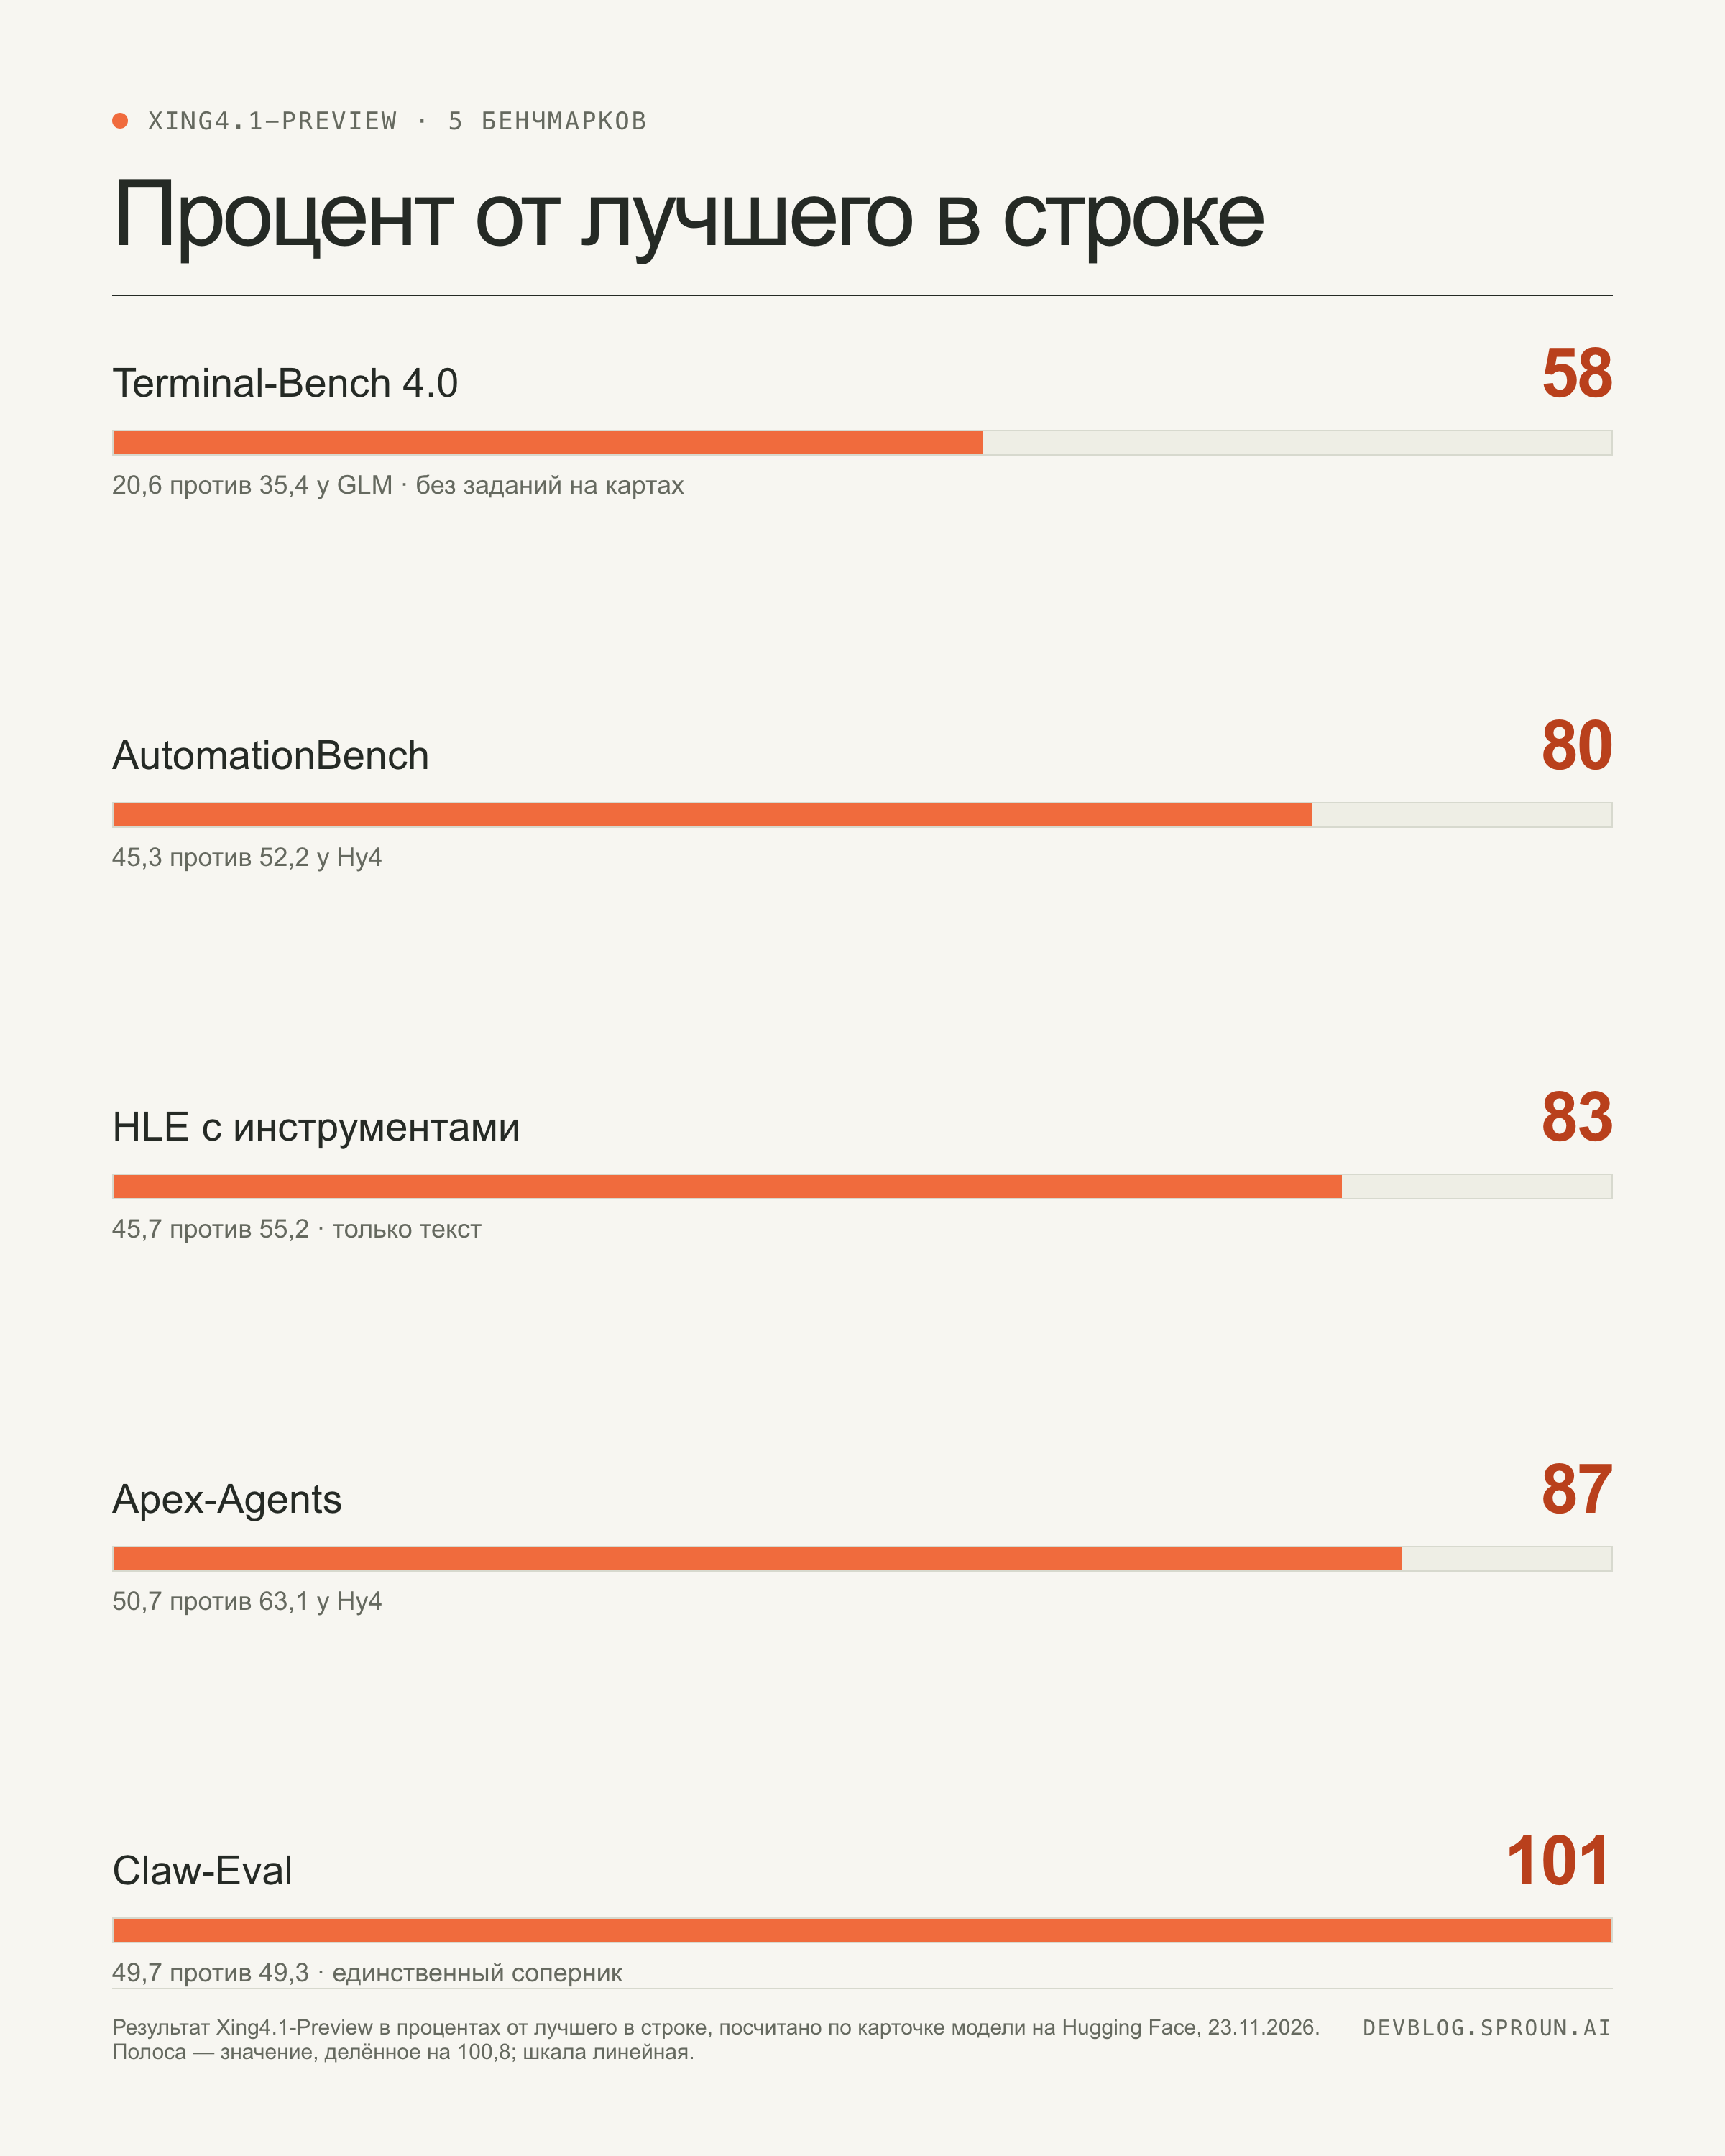 XING4.1-PREVIEW · 5 БЕНЧМАРКОВ
Процент от лучшего в строке
Terminal-Bench 4.0
58
20,6 против 35,4 у GLM · без заданий на картах
AutomationBench
80
45,3 против 52,2 у Hy4
HLE с инструментами
83
45,7 против 55,2 · только текст
Apex-Agents
87
50,7 против 63,1 у Hy4
Claw-Eval
101
49,7 против 49,3 · единственный соперник
Результат Xing4.1-Preview в процентах от лучшего в строке, посчитано по карточке модели на Hugging Face, 23.11.2026.
Полоса — значение, делённое на 100,8; шкала линейная.
DEVBLOG.SPROUN.AI